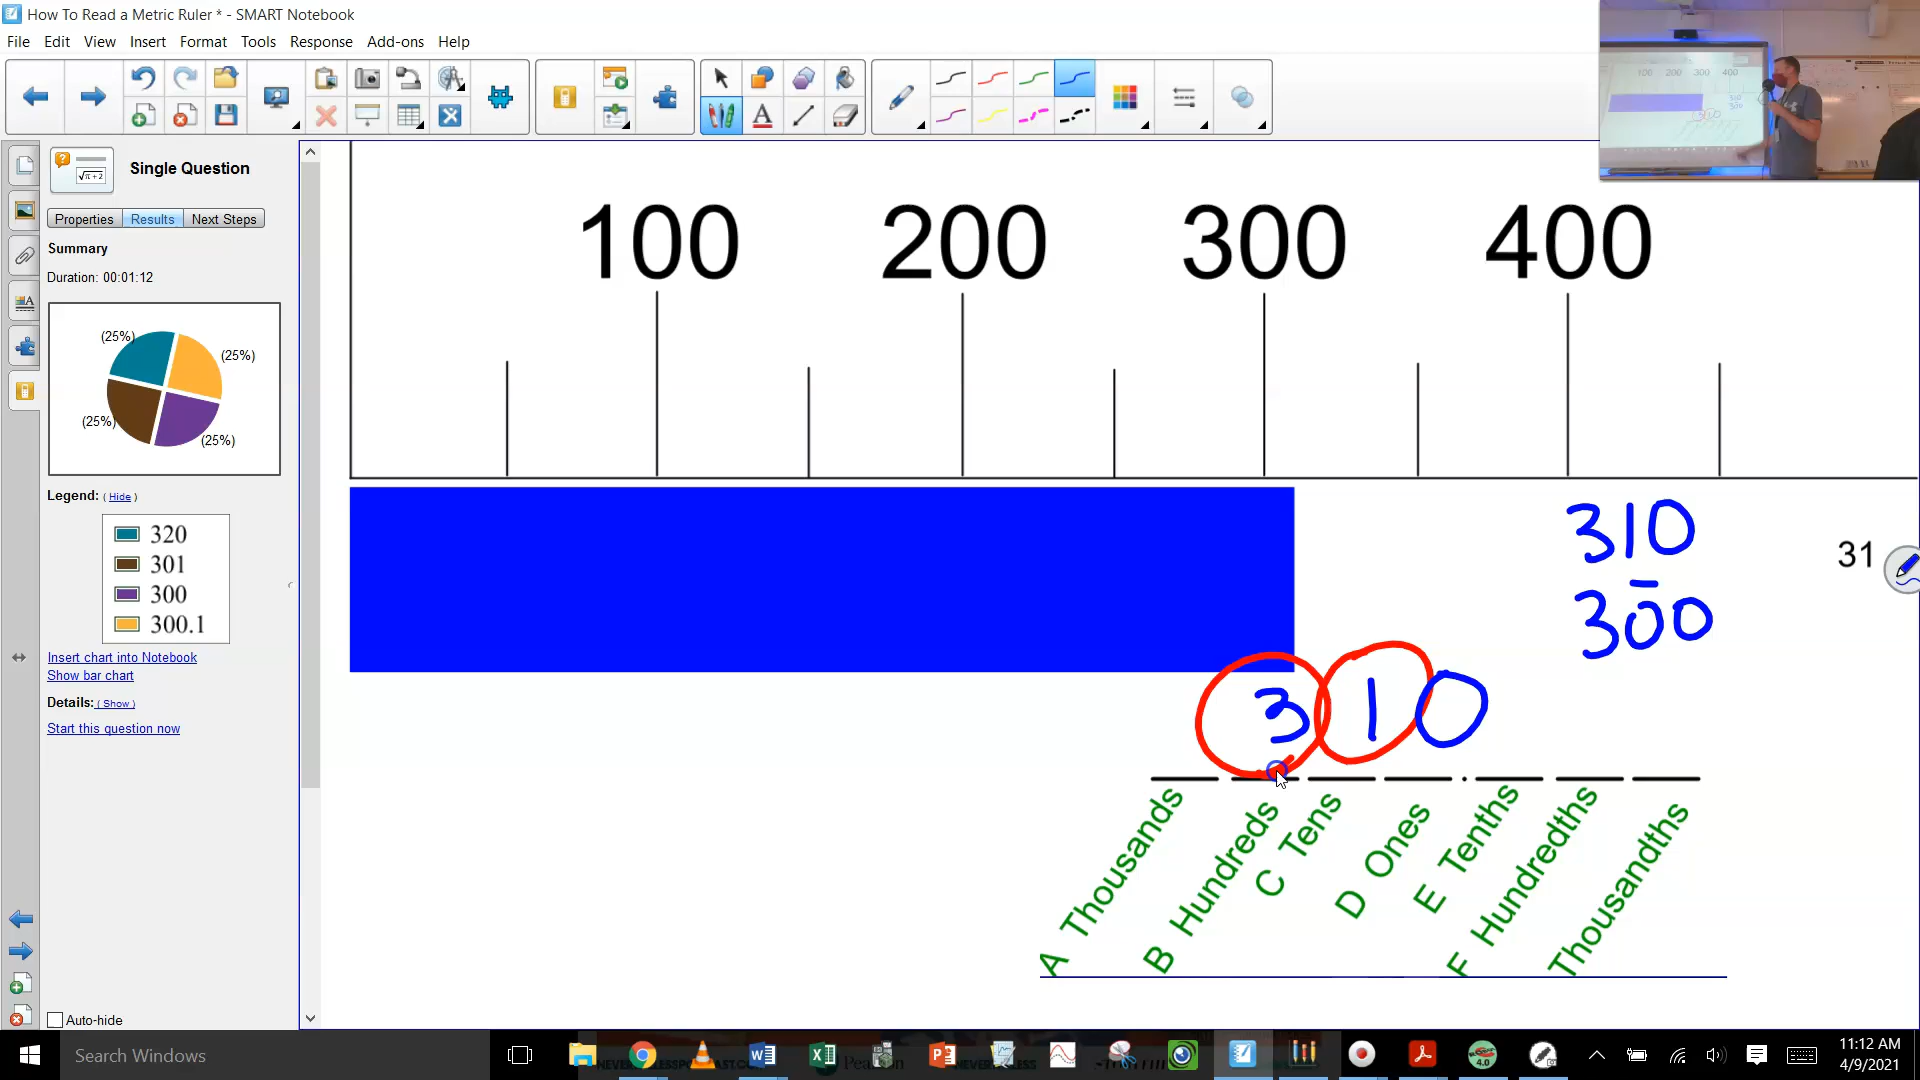 How To Read a Metric Ruler * - SMART Notebook
File Edit View Insert Format Tools Response Add-ons Help
Single Question
Properties Results Next Steps
Summary
Duration: 00:01:12
(25%) (25%)
(25%) (25%)
Legend: ( Hide )
320
301
300
300.1
Insert chart into Notebook
Show bar chart
Details: ( Show )
Start this question now
Auto-hide
100 200 300 400
310
300
31
310
A Thousands
B Hundreds
C Tens
D Ones
.
E Tenths
F Hundredths
Thousandths
Search Windows
11:12 AM
4/9/2021